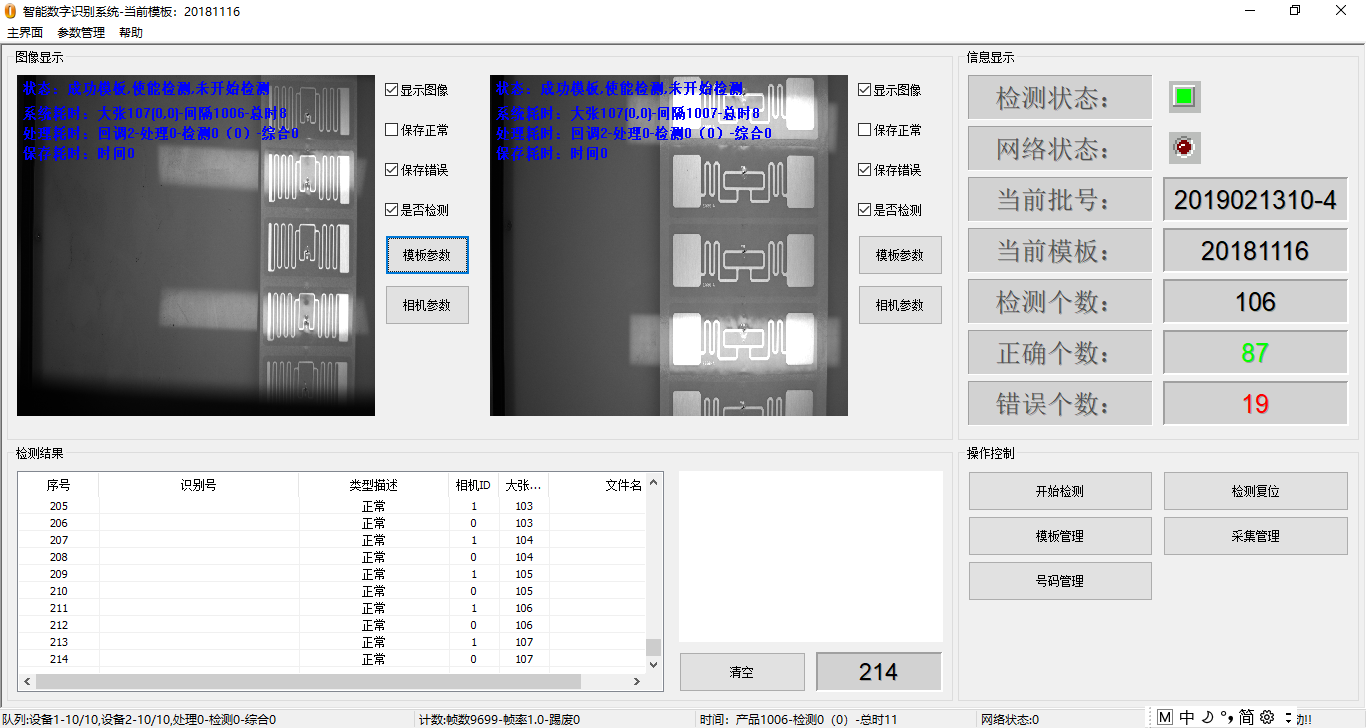 智能数字识别系统-当前模板：20181116
主界面 参数管理 帮助
图像显示
状态：成功模板,使能检测,未开始检测
系统耗时：大张107(0,0)-间隔1006-总时8
处理耗时：回调2-处理0-检测0（0）-综合0
保存耗时：时间0
显示图像
保存正常
保存错误
是否检测
模板参数
相机参数
状态：成功模板,使能检测,未开始检测
系统耗时：大张107(0,0)-间隔1007-总时8
处理耗时：回调2-处理0-检测0（0）-综合0
保存耗时：时间0
显示图像
保存正常
保存错误
是否检测
模板参数
相机参数
信息显示
检测状态：
网络状态：
当前批号： 2019021310-4
当前模板： 20181116
检测个数： 106
正确个数： 87
错误个数： 19
检测结果
序号 识别号 类型描述 相机ID 大张... 文件名
205 正常 1 103
206 正常 0 103
207 正常 1 104
208 正常 0 104
209 正常 1 105
210 正常 0 105
211 正常 1 106
212 正常 0 106
213 正常 1 107
214 正常 0 107
清空 214
操作控制
开始检测 检测复位
模板管理 采集管理
号码管理
队列:设备1-10/10,设备2-10/10,处理0-检测0-综合0 计数:帧数9699-帧率1.0-踢废0 时间：产品1006-检测0（0）-总时11 网络状态:0 M 中 简 动!!